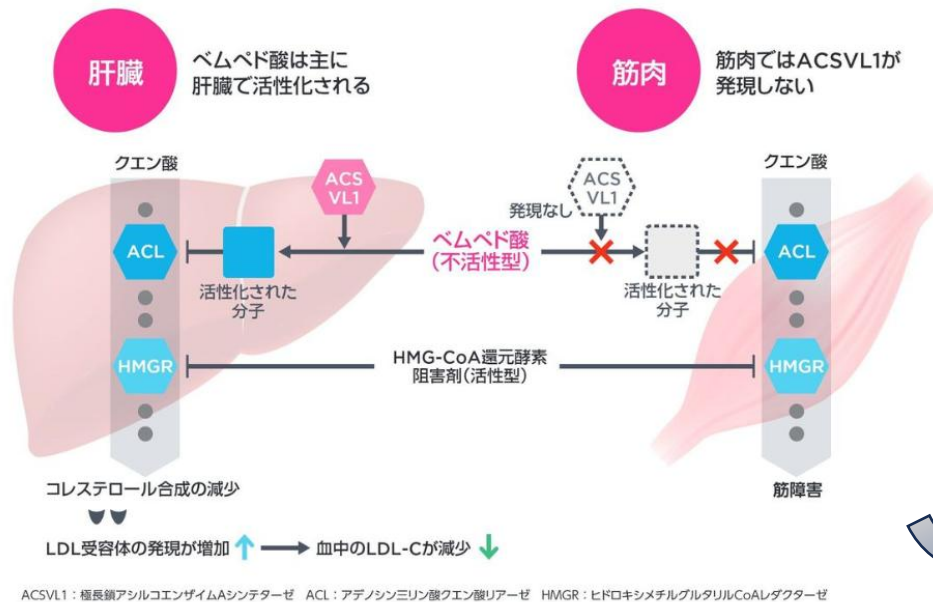 肝臓
ベムペド酸は主に
肝臓で活性化される
筋肉
筋肉ではACSVL1が
発現しない
クエン酸
ACS
VL1
ACL
活性化された
分子
ベムペド酸
(不活性型)
ACS
VL1
発現なし
活性化された
分子
クエン酸
ACL
HMGR
HMG-CoA還元酵素
阻害剤(活性型)
HMGR
コレステロール合成の減少
筋障害
LDL受容体の発現が増加
血中のLDL-Cが減少
ACSVL1：極長鎖アシルコエンザイムAシンテターゼ ACL：アデノシン三リン酸クエン酸リアーゼ HMGR：ヒドロキシメチルグルタリルCoAレダクターゼ